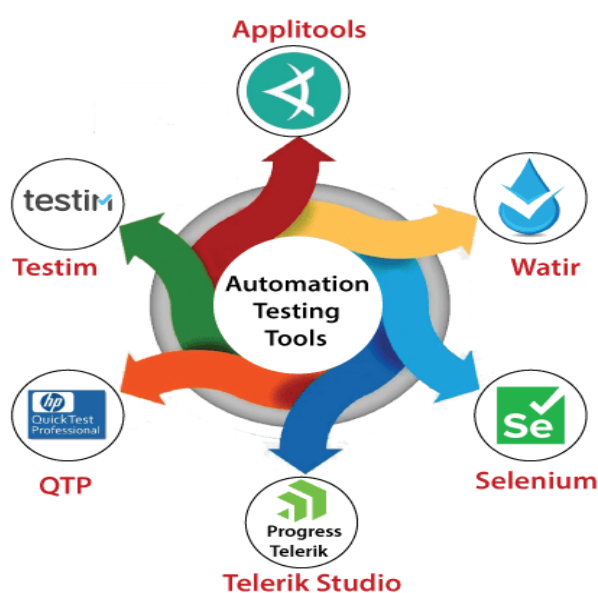 Applitools
testim
Testim
Watir
Automation
Testing
Tools
hp
QuickTest
Professional
QTP
Se
Selenium
Progress
Telerik
Telerik Studio